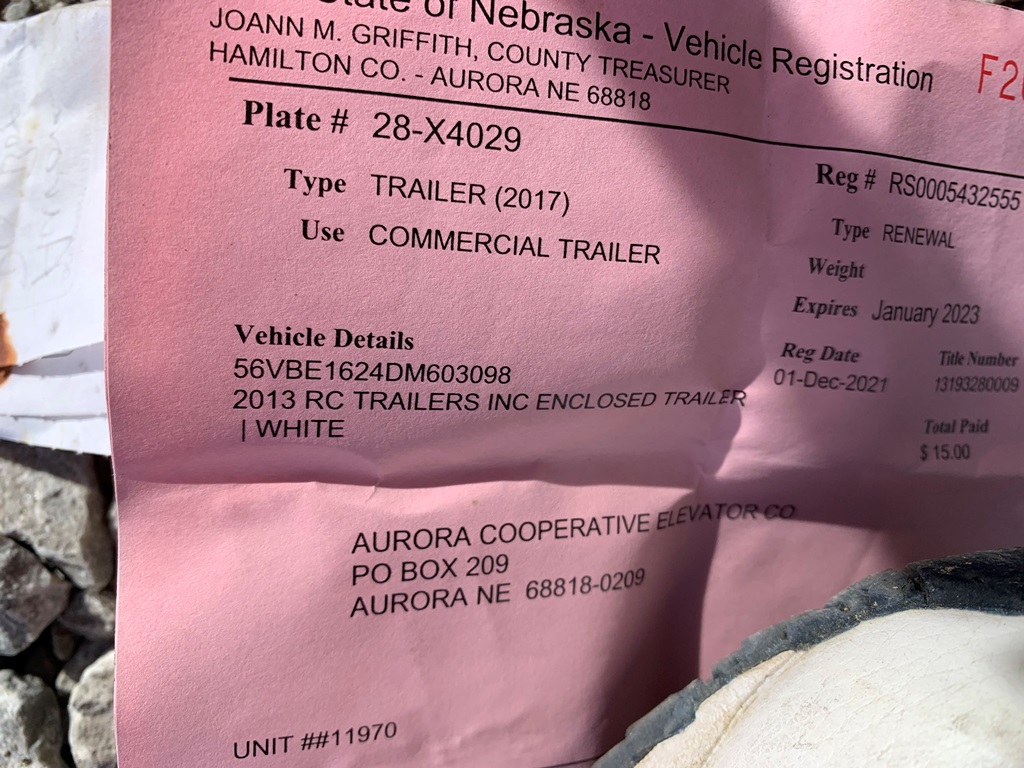 State of Nebraska - Vehicle Registration
JOANN M. GRIFFITH, COUNTY TREASURER
HAMILTON CO. - AURORA NE 68818
Plate # 28-X4029
Type TRAILER (2017)
Use COMMERCIAL TRAILER
Reg # RS0005432555
Type RENEWAL
Weight
Expires January 2023
Reg Date Title Number
01-Dec-2021 13193280009
Total Paid
$ 15.00
Vehicle Details
56VBE1624DM603098
2013 RC TRAILERS INC ENCLOSED TRAILER
| WHITE
AURORA COOPERATIVE ELEVATOR CO
PO BOX 209
AURORA NE 68818-0209
UNIT ##11970